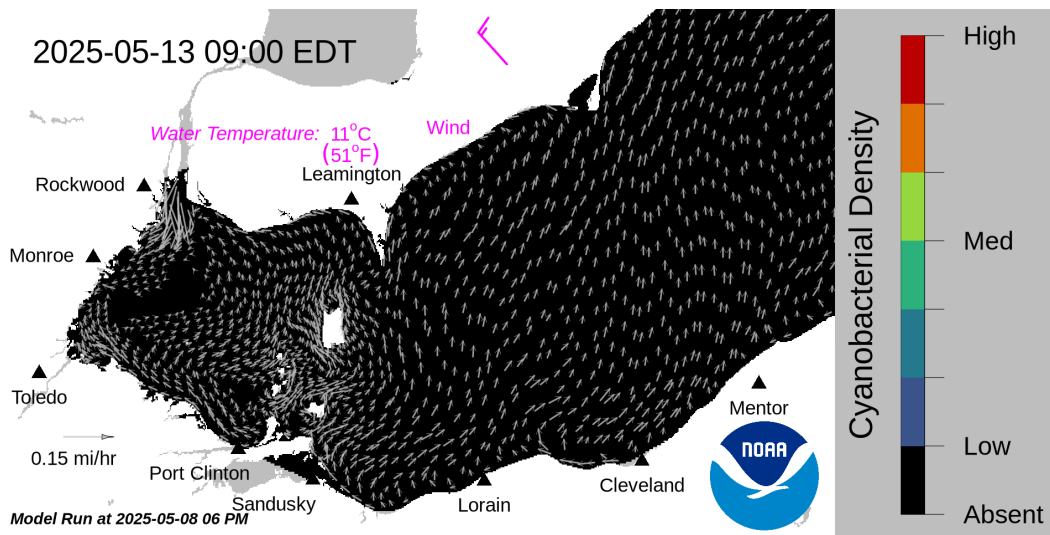 2025-05-13 09:00 EDT
Water Temperature: 11°C
(51°F)
Wind
Leamington
Rockwood
Monroe
Toledo
0.15 mi/hr
Port Clinton
Sandusky
Lorain
Cleveland
Mentor
NOAA
Model Run at 2025-05-08 06 PM
Cyanobacterial Density
High
Med
Low
Absent